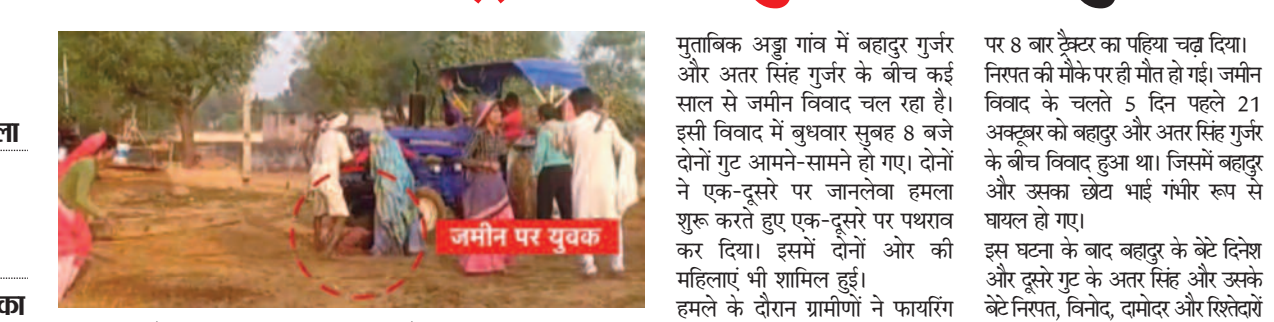 ला
का
जमीन पर युवक
मुताबिक अड्डा गांव में बहादुर गुर्जर
और अतर सिंह गुर्जर के बीच कई
साल से जमीन विवाद चल रहा है।
इसी विवाद में बुधवार सुबह 8 बजे
दोनों गुट आमने-सामने हो गए। दोनों
ने एक-दूसरे पर जानलेवा हमला
शुरू करते हुए एक-दूसरे पर पथराव
कर दिया। इसमें दोनों ओर की
महिलाएं भी शामिल हुई।
हमले के दौरान ग्रामीणों ने फायरिंग
पर 8 बार ट्रैक्टर का पहिया चढ़ा दिया।
निरपत की मौके पर ही मौत हो गई। जमीन
विवाद के चलते 5 दिन पहले 21
अक्टूबर को बहादुर और अतर सिंह गुर्जर
के बीच विवाद हुआ था। जिसमें बहादुर
और उसका छोटा भाई गंभीर रूप से
घायल हो गए।
इस घटना के बाद बहादुर के बेटे दिनेश
और दूसरे गुट के अतर सिंह और उसके
बेटे निरपत, विनोद, दामोदर और रिश्तेदारों